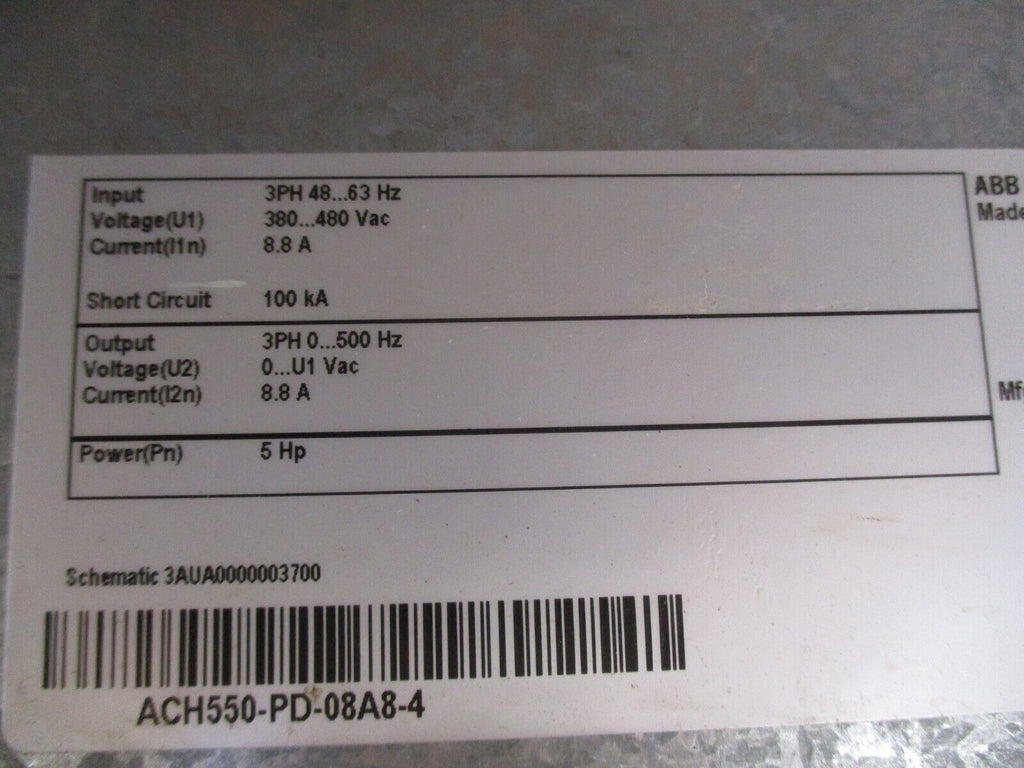 Input 3PH 48...63 Hz
Voltage(U1) 380...480 Vac
Current(I1n) 8.8 A
Short Circuit 100 kA
Output 3PH 0...500 Hz
Voltage(U2) 0...U1 Vac
Current(I2n) 8.8 A
Power(Pn) 5 Hp
ABB
Made
Schematic 3AUA0000003700
ACH550-PD-08A8-4